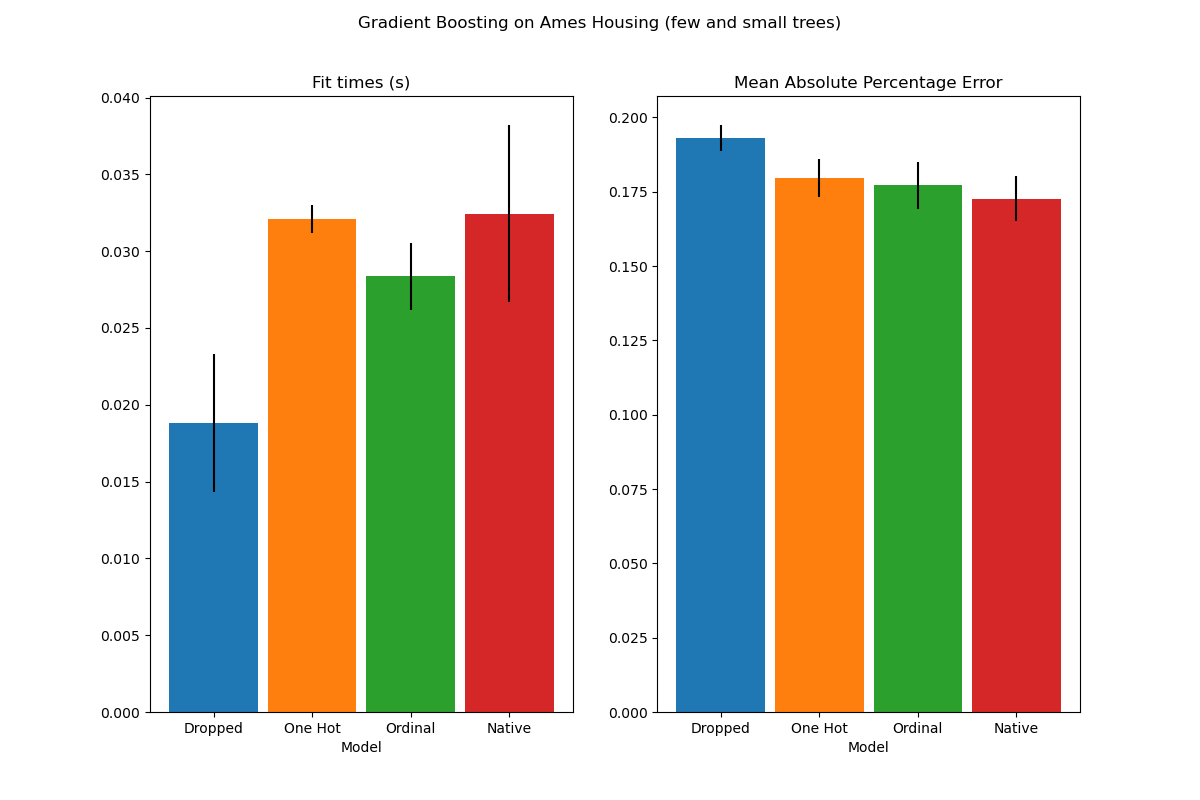 Gradient Boosting on Ames Housing (few and small trees)
Fit times (s)
0.040
0.035
0.030
0.025
0.020
0.015
0.010
0.005
0.000
Dropped One Hot Ordinal Native
Model
Mean Absolute Percentage Error
0.200
0.175
0.150
0.125
0.100
0.075
0.050
0.025
0.000
Dropped One Hot Ordinal Native
Model